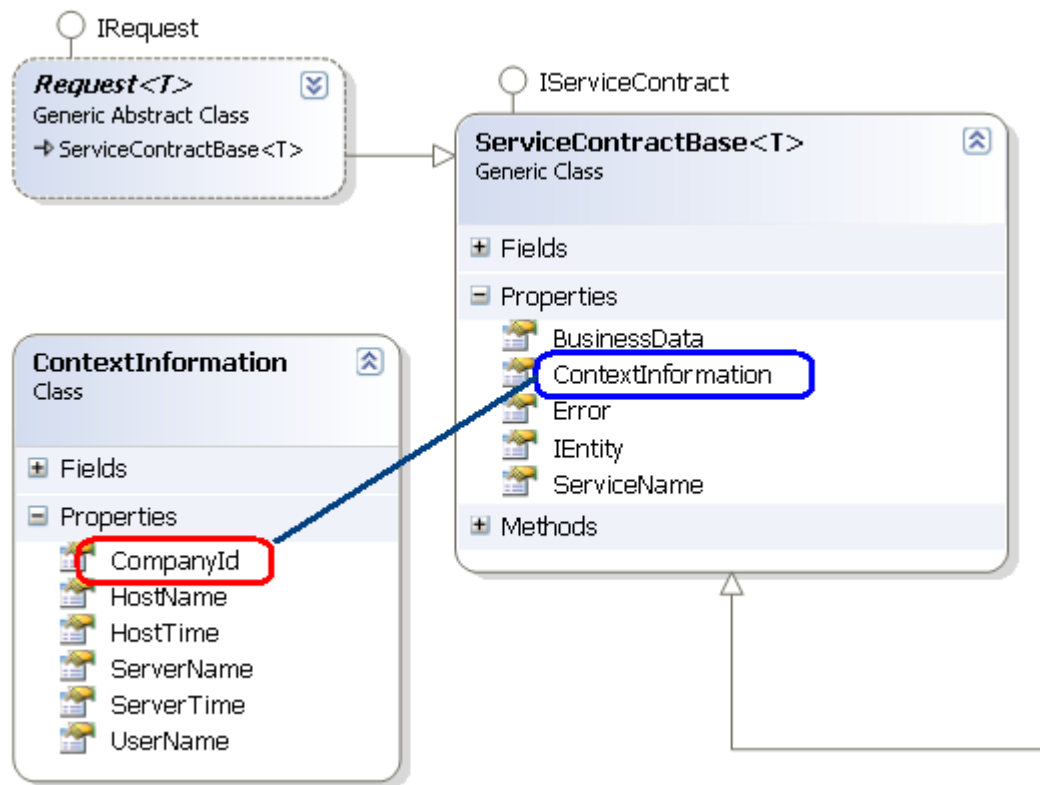 IRequest
Request<T>
Generic Abstract Class
ServiceContractBase<T>
IServiceContract
ServiceContractBase<T>
Generic Class
Fields
Properties
BusinessData
ContextInformation
Error
IEntity
ServiceName
Methods
ContextInformation
Class
Fields
Properties
CompanyId
HostName
HostTime
ServerName
ServerTime
UserName